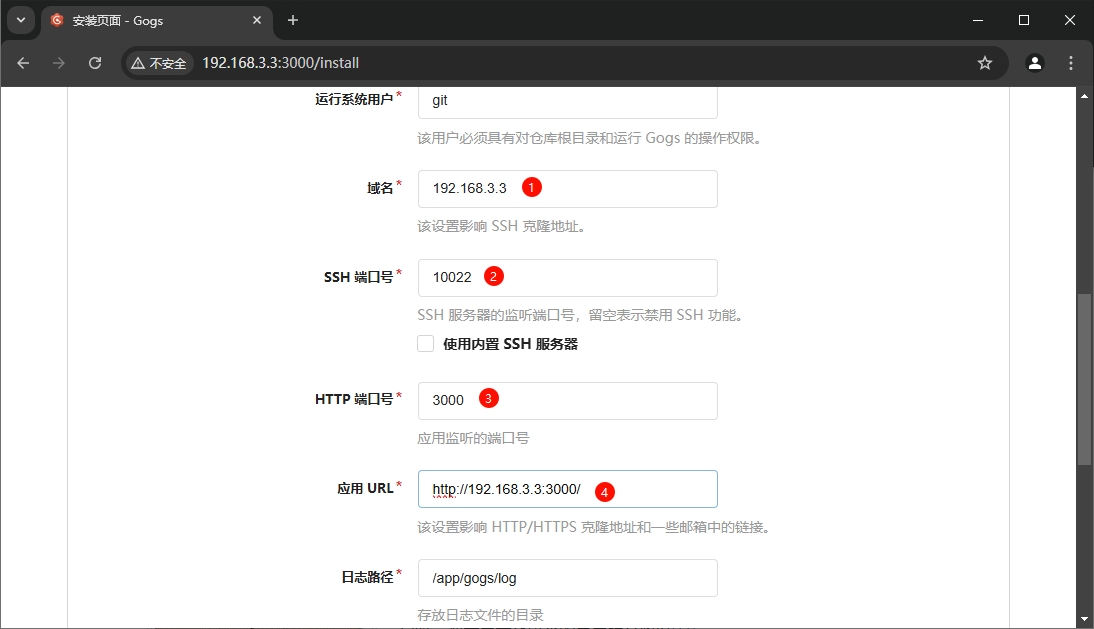 安装页面 - Gogs
不安全 192.168.3.3:3000/install
运行系统用户* git
该用户必须具有对仓库根目录和运行 Gogs 的操作权限。
域名* 192.168.3.3 1
该设置影响 SSH 克隆地址。
SSH 端口号* 10022 2
SSH 服务器的监听端口号，留空表示禁用 SSH 功能。
使用内置 SSH 服务器
HTTP 端口号* 3000 3
应用监听的端口号
应用 URL* http://192.168.3.3:3000/ 4
该设置影响 HTTP/HTTPS 克隆地址和一些邮箱中的链接。
日志路径* /app/gogs/log
存放日志文件的目录